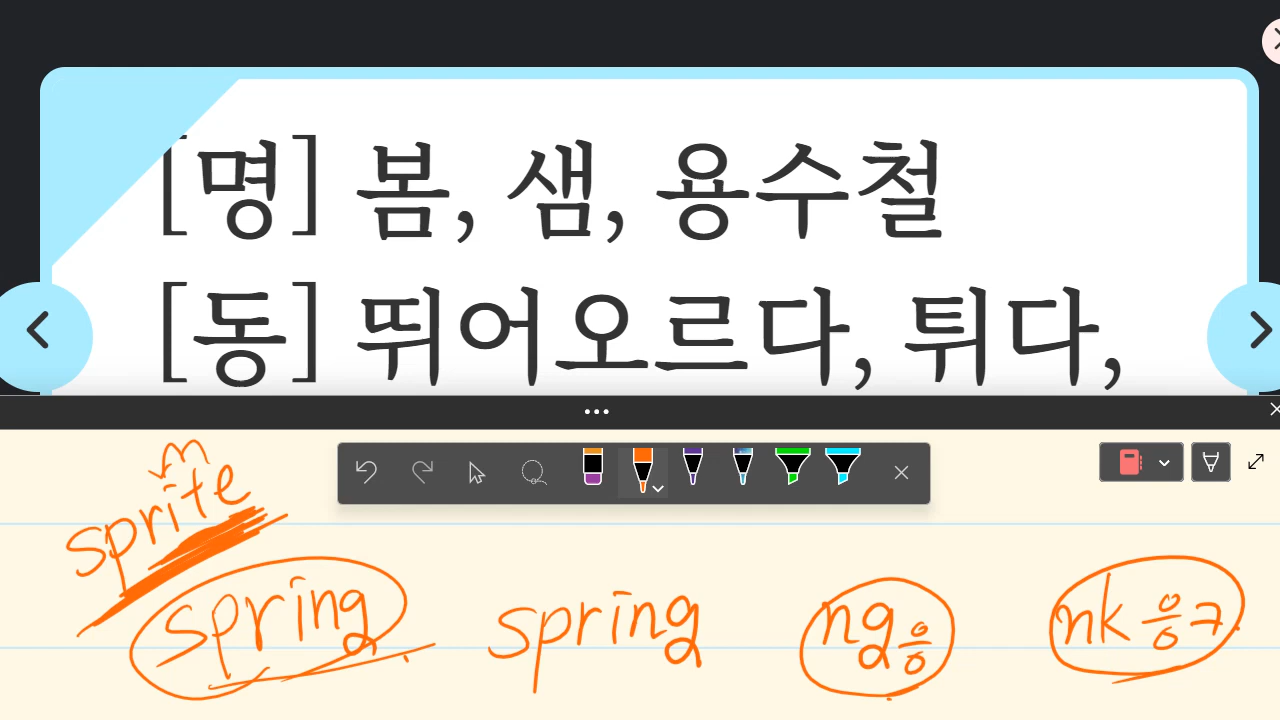 [명] 봄, 샘, 용수철
[동] 뛰어오르다, 튀다,
sprite
spring spring ng 응 nk 응ㅋ